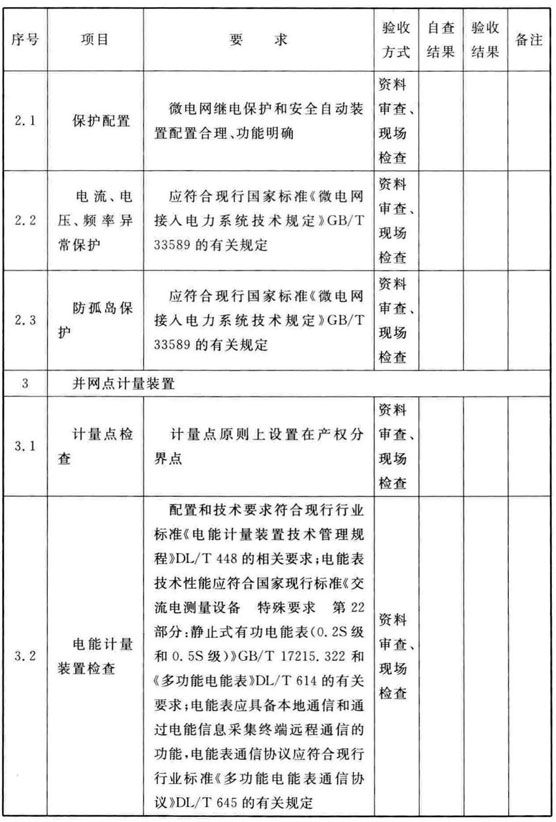 序号 项目 要求 验收方式 自查结果 验收结果 备注
2.1 保护配置 微电网继电保护和安全自动装
置配置合理、功能明确
资料
审查、
现场
检查
2.2 电流、电
压、频率异
常保护
应符合现行国家标准《微电网
接入电力系统技术规定》GB/T
33589 的有关规定
资料
审查、
现场
检查
2.3 防孤岛保
护
应符合现行国家标准《微电网
接入电力系统技术规定》GB/T
33589 的有关规定
资料
审查、
现场
检查
3 并网点计量装置
3.1 计量点检
查
计量点原则上设置在产权分
界点
资料
审查、
现场
检查
3.2 电能计量
装置检查
配置和技术要求符合现行行业
标准《电能计量装置技术管理规
程》DL/T 448 的相关要求;电能表
技术性能应符合国家现行标准《交
流电测量设备 特殊要求 第 22
部分:静止式有功电能表(0.2S 级
和 0.5S 级)》GB/T 17215.322 和
《多功能电能表》DL/T 614 的有关
要求;电能表应具备本地通信和通
过电能信息采集终端远程通信的
功能,电能表通信协议应符合现行
行业标准《多功能电能表通信协
议》DL/T 645 的有关规定
资料
审查、
现场
检查